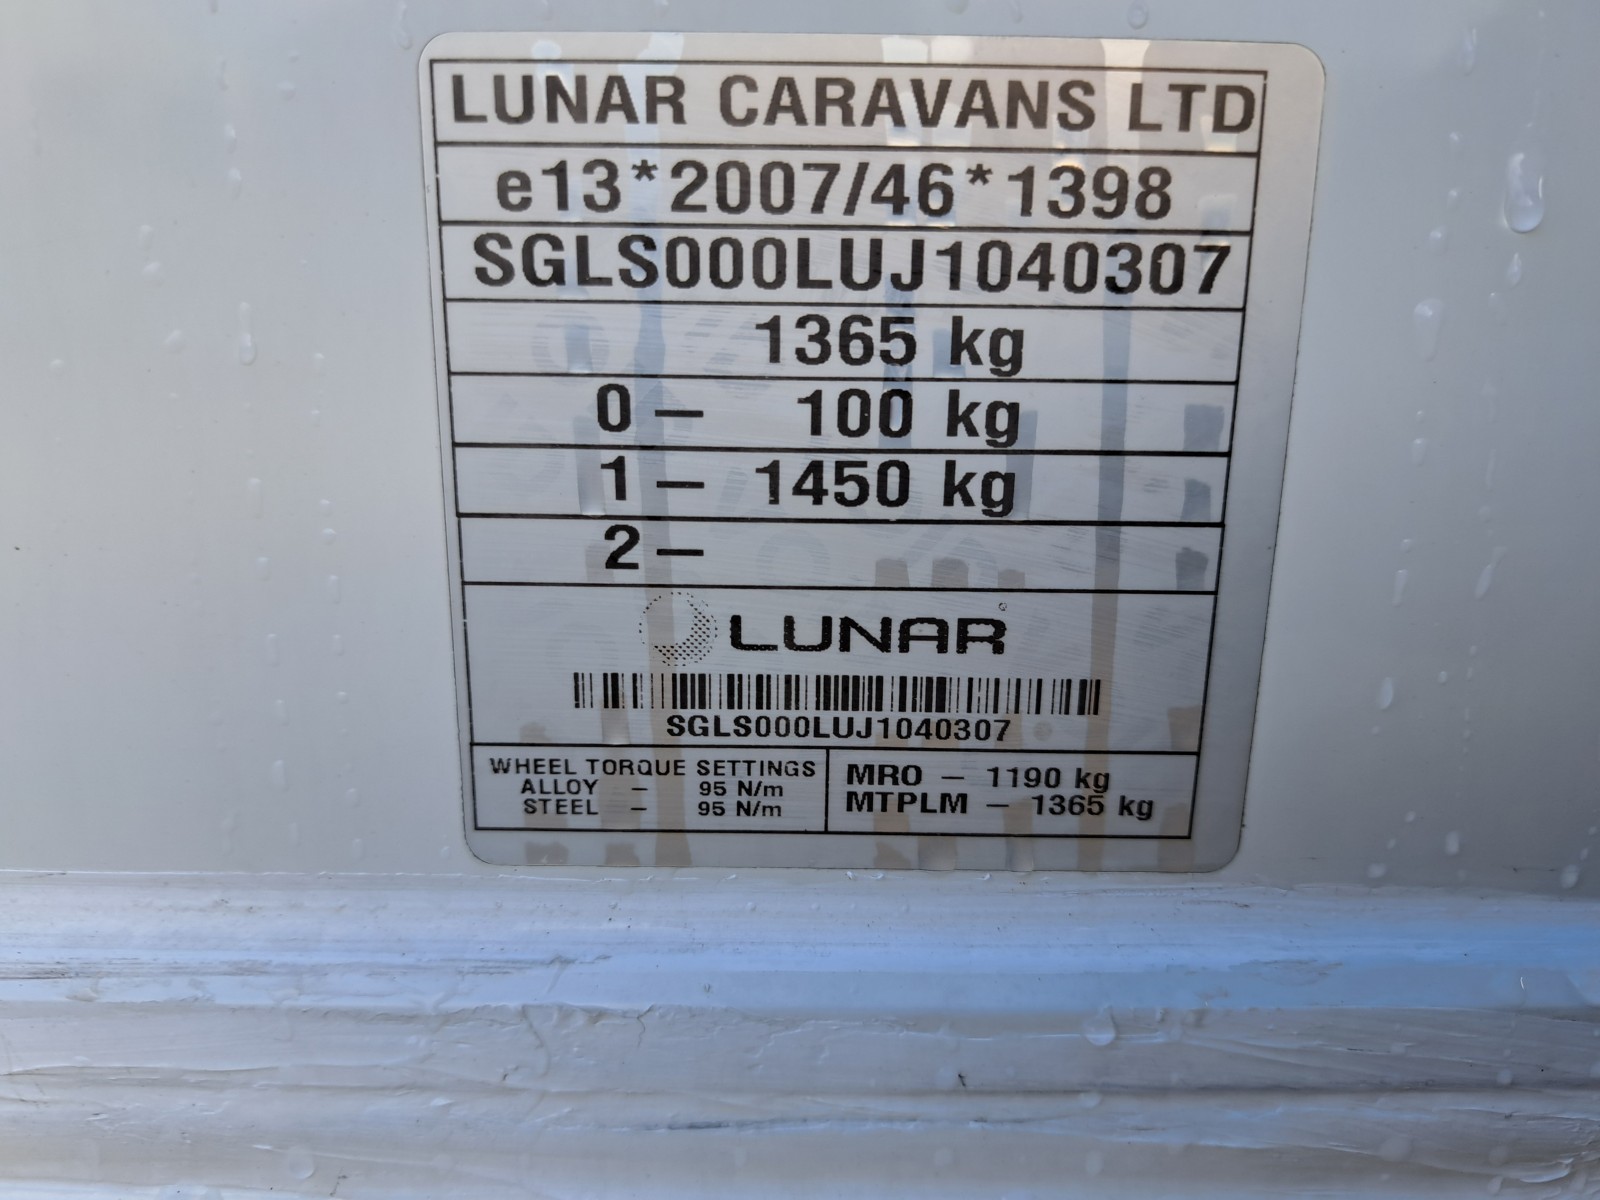 LUNAR CARAVANS LTD
e13*2007/46*1398
SGLS000LUJ1040307
1365 kg
0 – 100 kg
1 – 1450 kg
2 –
LUNAR
SGLS000LUJ1040307
WHEEL TORQUE SETTINGS
ALLOY – 95 N/m
STEEL – 95 N/m
MRO – 1190 kg
MTPLM – 1365 kg